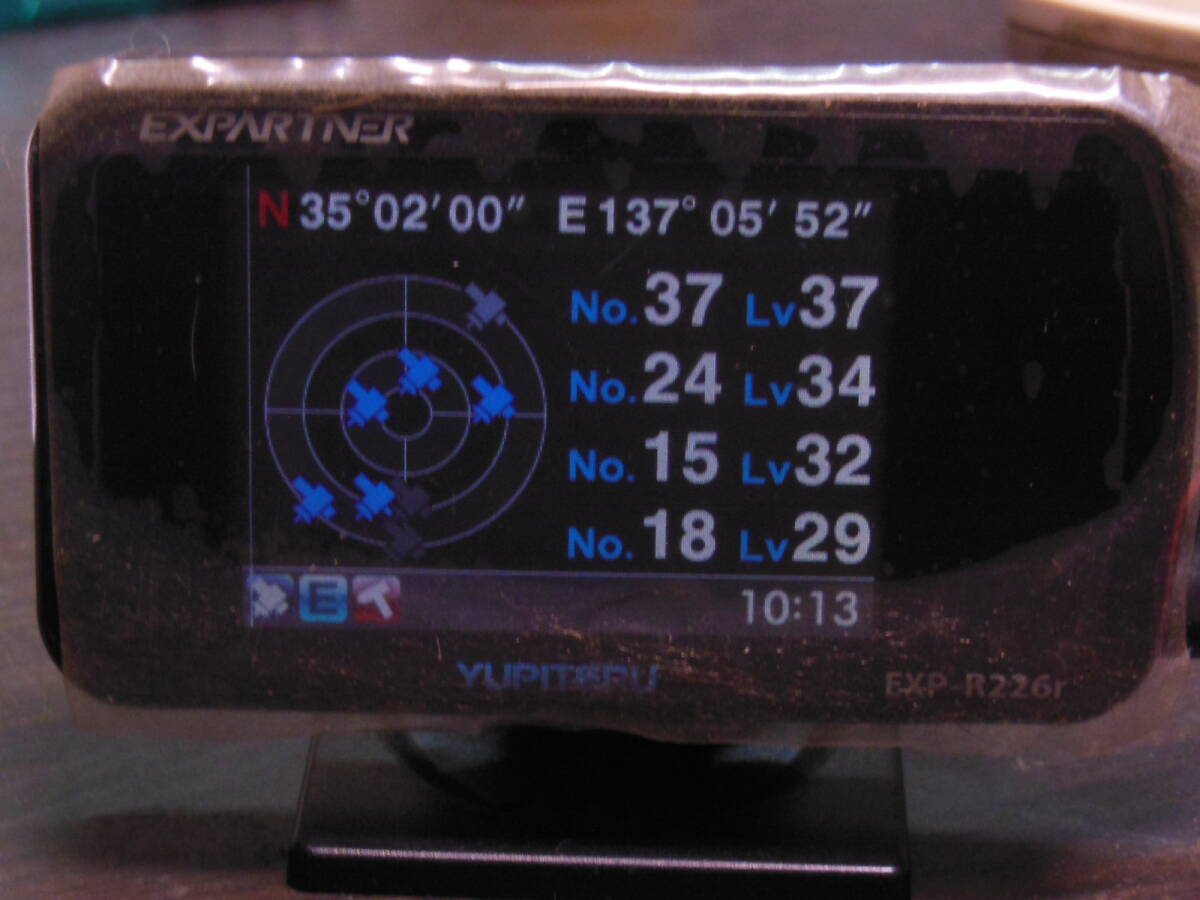 EXPARTNER
N 35°02′00″ E 137°05′52″
No.37 Lv37
No.24 Lv34
No.15 Lv32
No.18 Lv29
E 10:13
YUPITERU
EXP-R226r